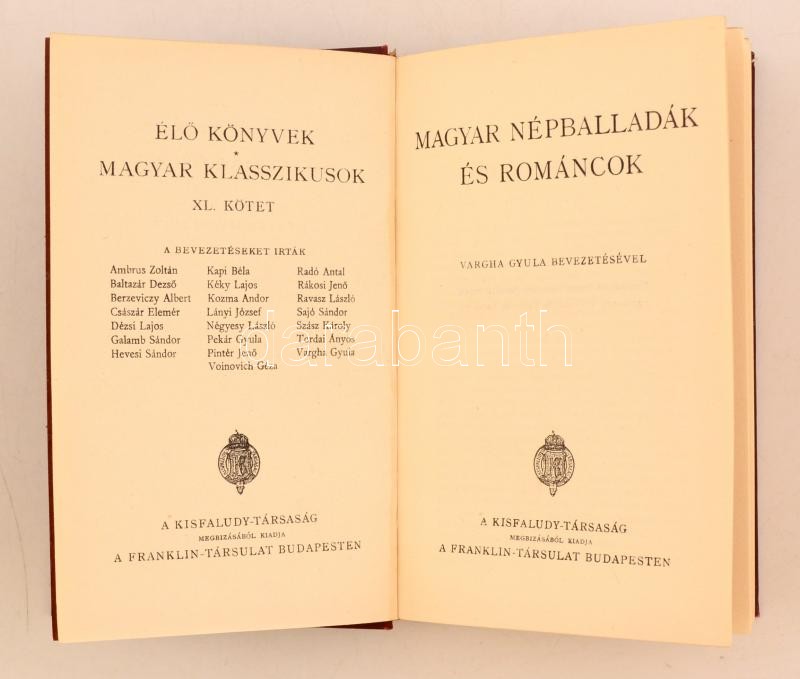 ÉLŐ KÖNYVEK
*
MAGYAR KLASSZIKUSOK
XL. KÖTET
A BEVEZETÉSEKET IRTÁK
Ambrus Zoltán
Baltazár Dezső
Berzeviczy Albert
Császár Elemér
Dézsi Lajos
Galamb Sándor
Hevesi Sándor
Kapi Béla
Kéky Lajos
Kozma Andor
Lányi József
Négyesy László
Pekár Gyula
Pintér Jenő
Voinovich Géza
Radó Antal
Rákosi Jenő
Ravasz László
Sajó Sándor
Szász Károly
Tordai Ányos
Vargha Gyula
A KISFALUDY-TÁRSASÁG
MEGBIZÁSÁBÓL KIADJA
A FRANKLIN-TÁRSULAT BUDAPESTEN
MAGYAR NÉPBALLADÁK
ÉS ROMÁNCOK
VARGHA GYULA BEVEZETÉSÉVEL
A KISFALUDY-TÁRSASÁG
MEGBIZÁSÁBÓL KIADJA
A FRANKLIN-TÁRSULAT BUDAPESTEN
darabanth